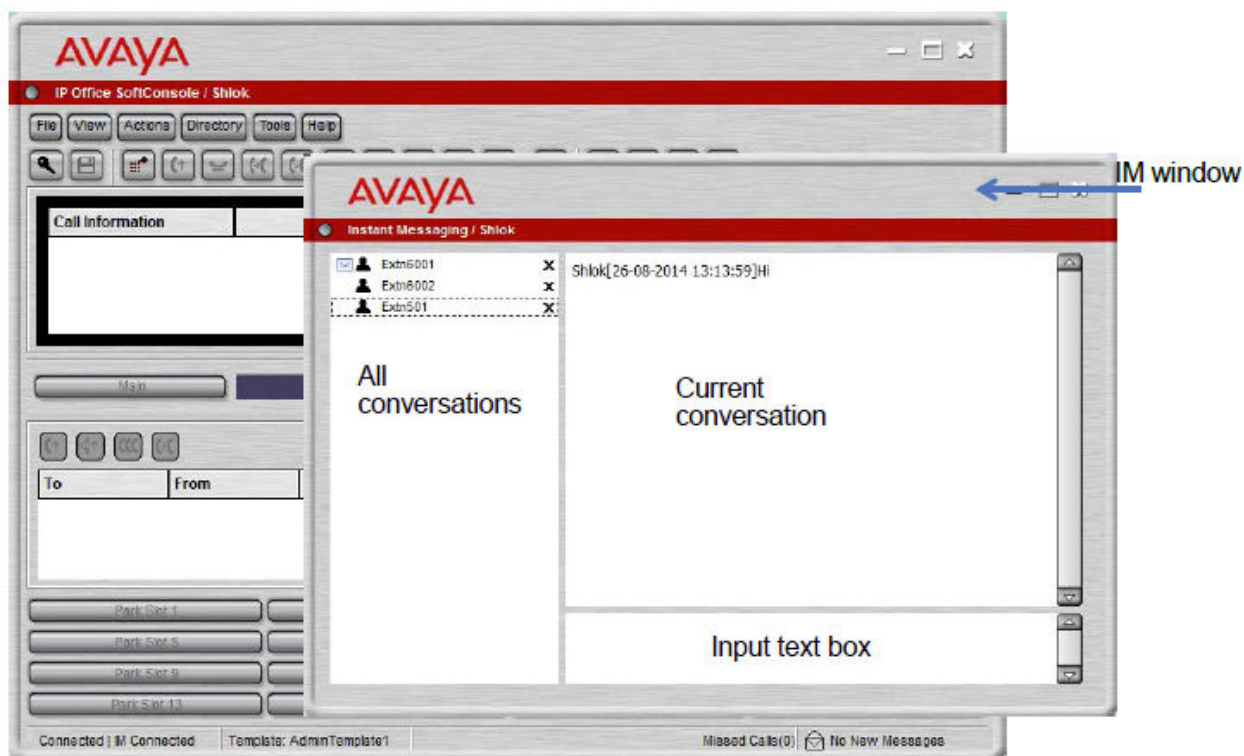 AVAYA
IP Office SoftConsole / Shlok
File View Actions Directory Tools Help
IM window
AVAYA
Call Information
Instant Messaging / Shlok
Extn6001 X
Extn6002 X
Extn501 X
Shlok[26-08-2014 13:13:59]Hi
All
conversations
Current
conversation
Main
To From
Input text box
Park Slot 1
Park Slot 5
Park Slot 9
Park Slot 13
Connected | IM Connected Template: AdminTemplate1 Missed Calls(0) No New Messages